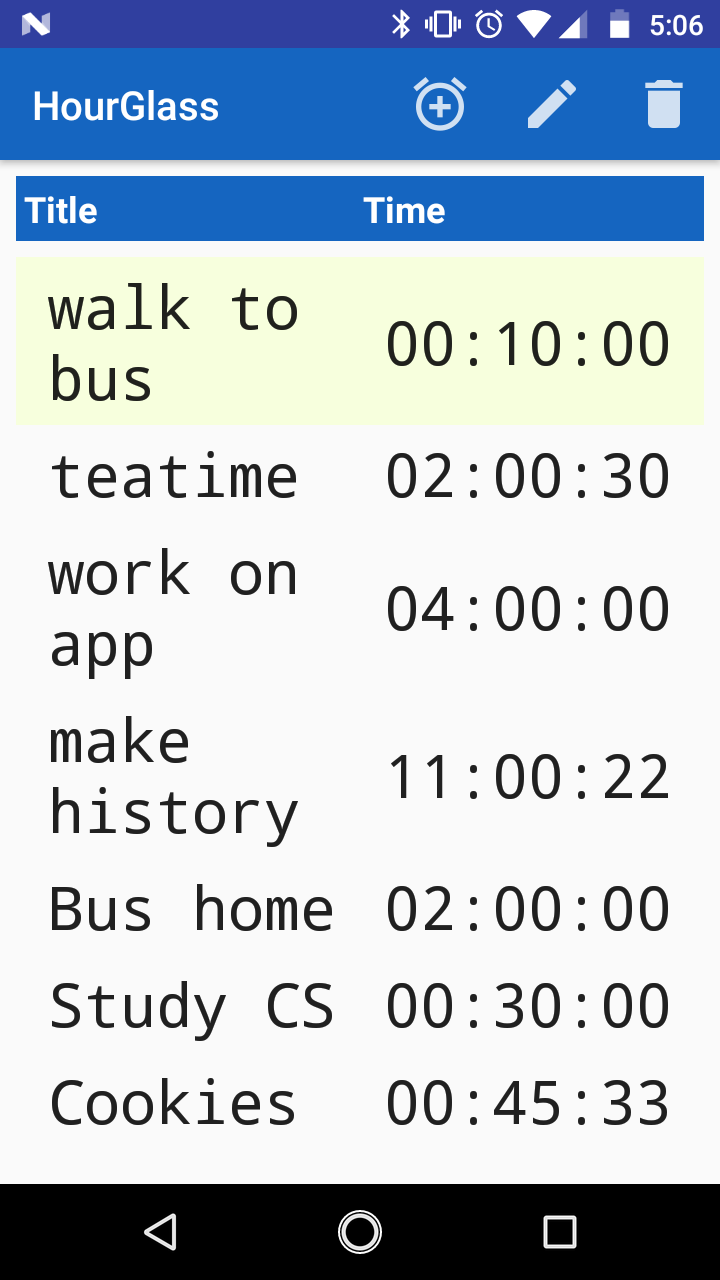 5:06
HourGlass
Title Time
walk to
bus 00:10:00
teatime 02:00:30
work on
app 04:00:00
make
history 11:00:22
Bus home 02:00:00
Study CS 00:30:00
Cookies 00:45:33